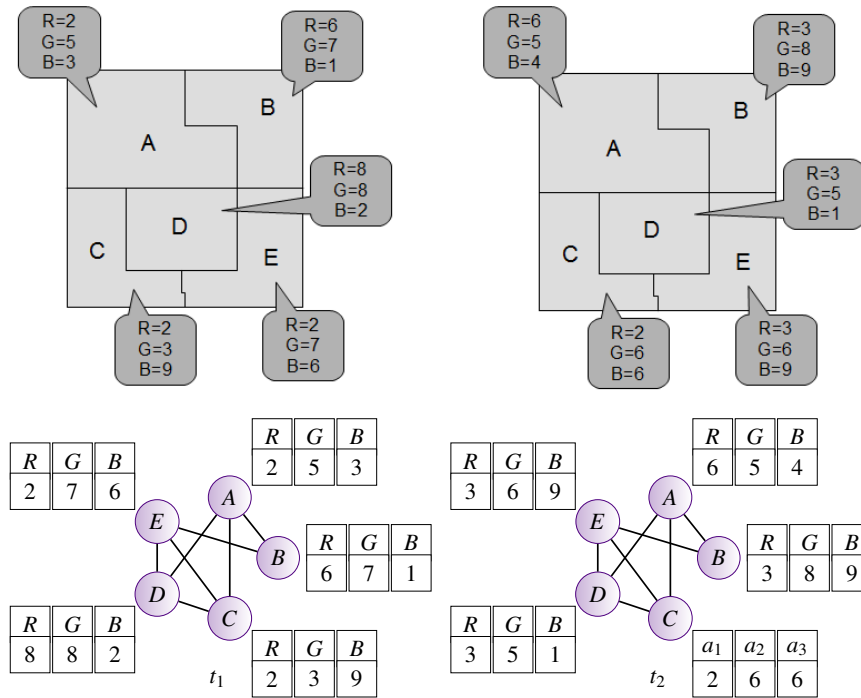 R=2
G=5
B=3
R=6
G=7
B=1
A
B
R=8
G=8
B=2
D
C
E
R=2
G=3
B=9
R=2
G=7
B=6
R=6
G=5
B=4
R=3
G=8
B=9
A
B
R=3
G=5
B=1
D
C
E
R=2
G=6
B=6
R=3
G=6
B=9
R G B
2 5 3
R G B
2 7 6
A
E
B
R G B
6 7 1
D
C
R G B
8 8 2
t1
R G B
2 3 9
R G B
6 5 4
R G B
3 6 9
A
E
B
R G B
3 8 9
D
C
R G B
3 5 1
t2
a1 a2 a3
2 6 6